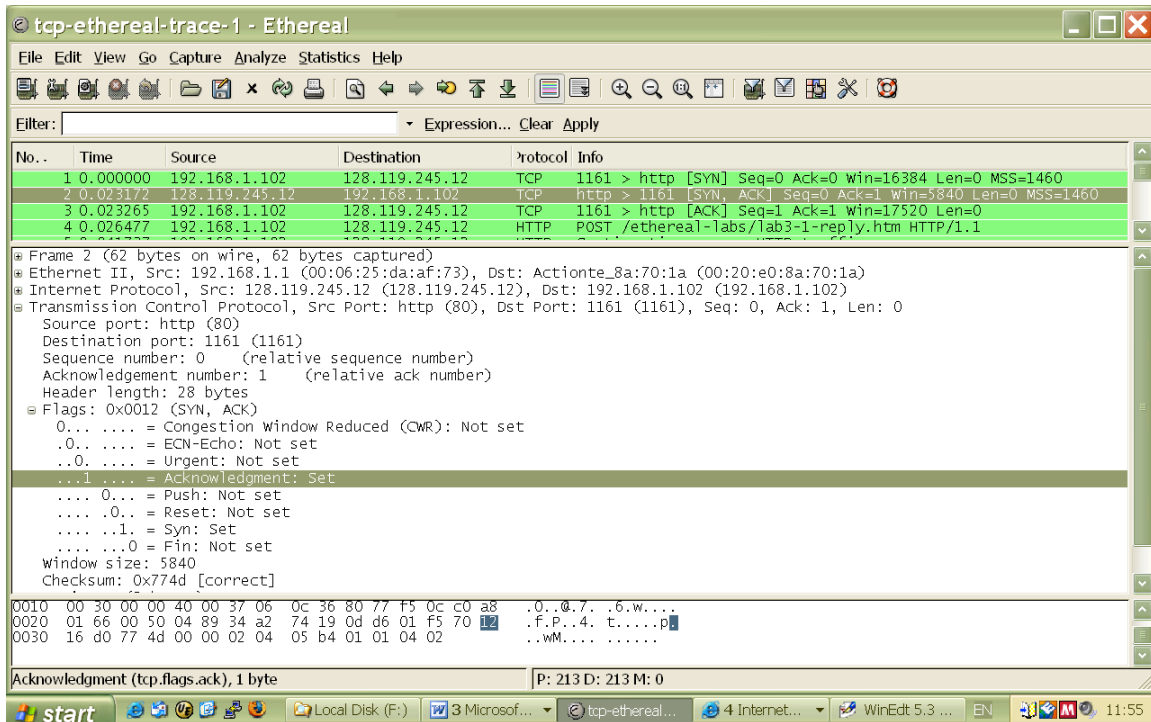 tcp-ethereal-trace-1 - Ethereal
File Edit View Go Capture Analyze Statistics Help
Filter: Expression... Clear Apply
No. . Time Source Destination Protocol Info
1 0.000000 192.168.1.102 128.119.245.12 TCP 1161 > http [SYN] Seq=0 Ack=0 Win=16384 Len=0 MSS=1460
2 0.023172 128.119.245.12 192.168.1.102 TCP http > 1161 [SYN, ACK] Seq=0 Ack=1 Win=5840 Len=0 MSS=1460
3 0.023265 192.168.1.102 128.119.245.12 TCP 1161 > http [ACK] Seq=1 Ack=1 Win=17520 Len=0
4 0.026477 192.168.1.102 128.119.245.12 HTTP POST /ethereal-labs/lab3-1-reply.htm HTTP/1.1
Frame 2 (62 bytes on wire, 62 bytes captured)
Ethernet II, Src: 192.168.1.1 (00:06:25:da:af:73), Dst: Actionte_8a:70:1a (00:20:e0:8a:70:1a)
Internet Protocol, Src: 128.119.245.12 (128.119.245.12), Dst: 192.168.1.102 (192.168.1.102)
Transmission Control Protocol, Src Port: http (80), Dst Port: 1161 (1161), Seq: 0, Ack: 1, Len: 0
Source port: http (80)
Destination port: 1161 (1161)
Sequence number: 0 (relative sequence number)
Acknowledgement number: 1 (relative ack number)
Header length: 28 bytes
Flags: 0x0012 (SYN, ACK)
0... .... = Congestion Window Reduced (CWR): Not set
.0.. .... = ECN-Echo: Not set
..0. .... = Urgent: Not set
...1 .... = Acknowledgment: Set
.... 0... = Push: Not set
.... .0.. = Reset: Not set
.... ..1. = Syn: Set
.... ...0 = Fin: Not set
Window size: 5840
Checksum: 0x774d [correct]
0010 00 30 00 00 40 00 37 06 0c 36 80 77 f5 0c c0 a8 .0..@.7. .6.w....
0020 01 66 00 50 04 89 34 a2 74 19 0d d6 01 f5 70 12 .f.P..4. t.....p.
0030 16 d0 77 4d 00 00 02 04 05 b4 01 01 04 02 ..wM.... ......
Acknowledgment (tcp.flags.ack), 1 byte P: 213 D: 213 M: 0
start Local Disk (F:) 3 Microsof... tcp-ethereal... 4 Internet... WinEdt 5.3 ... EN 11:55